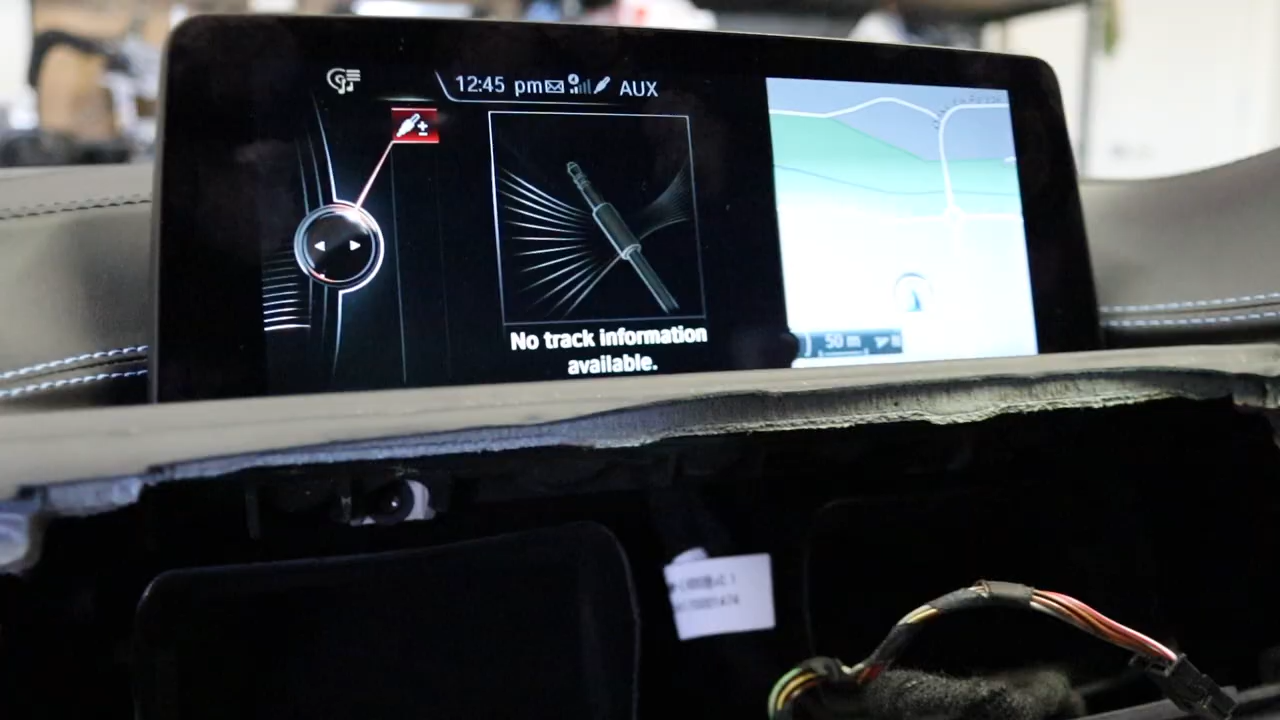 12:45 pm AUX
No track information
available.
50 m